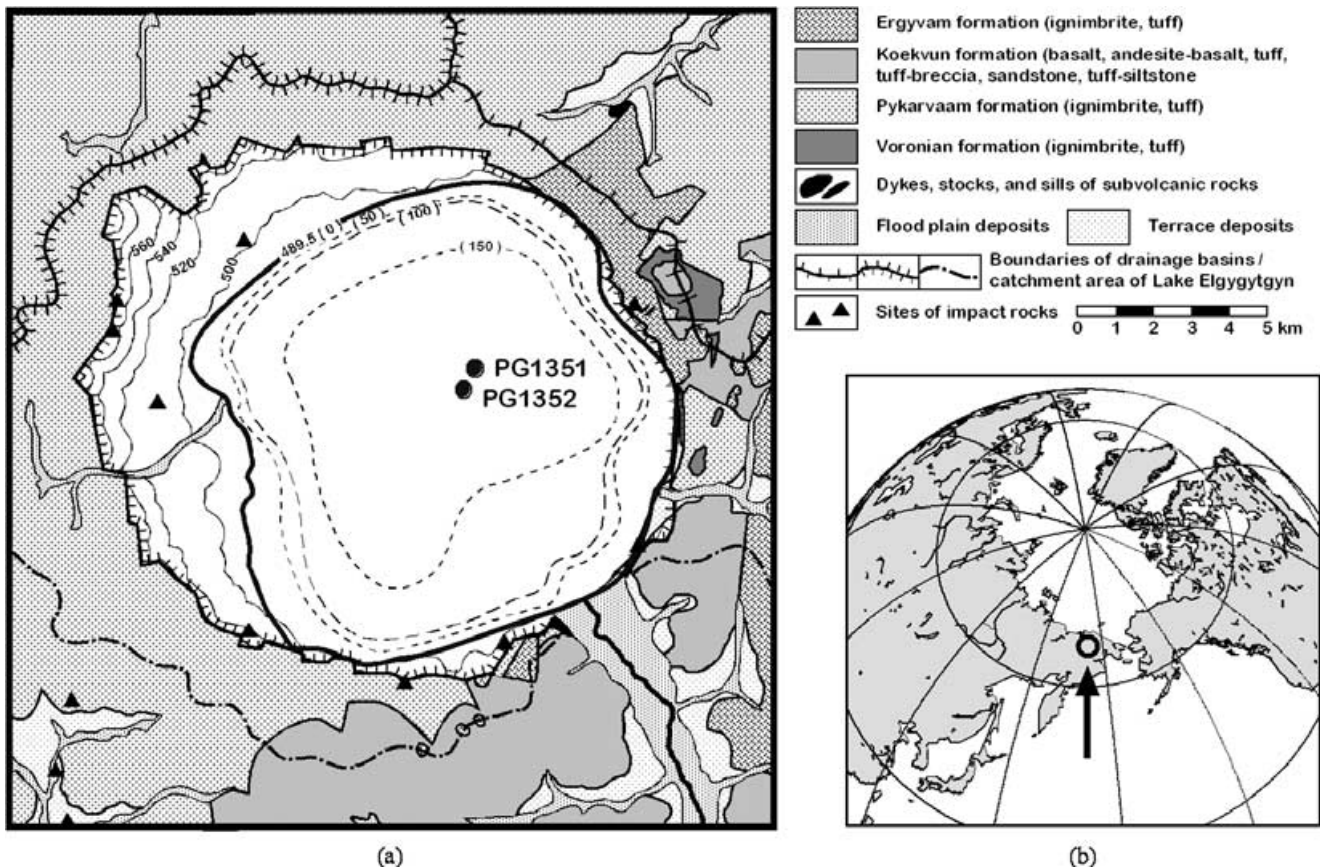 560
540
520
500
489.5 ( 0 ) ( 50 )
( 100 )
( 150 )
PG1351
PG1352
Ergyvam formation (ignimbrite, tuff)
Koekvun formation (basalt, andesite-basalt, tuff,
tuff-breccia, sandstone, tuff-siltstone
Pykarvaam formation (ignimbrite, tuff)
Voronian formation (ignimbrite, tuff)
Dykes, stocks, and sills of subvolcanic rocks
Flood plain deposits
Terrace deposits
Boundaries of drainage basins /
catchment area of Lake Elgygytgyn
Sites of impact rocks
0 1 2 3 4 5 km
(a)
(b)